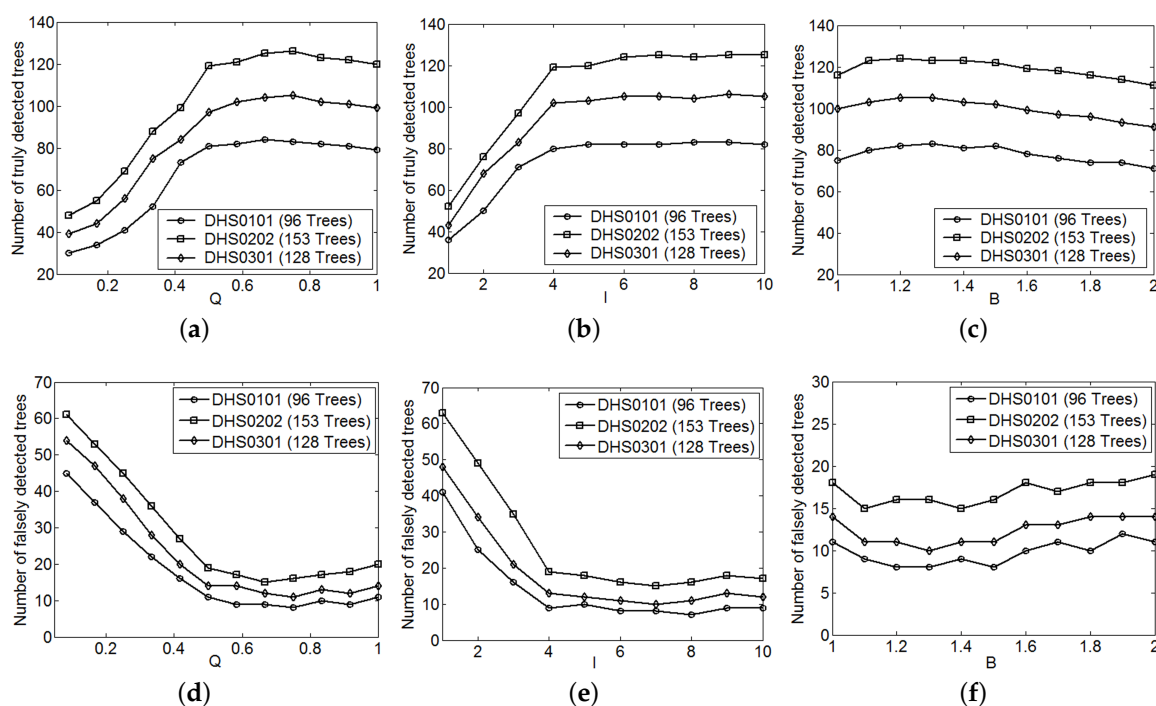 140
120
100
80
60
40
20
Number of truly detected trees
DHS0101 (96 Trees)
DHS0202 (153 Trees)
DHS0301 (128 Trees)
0.2 0.4 0.6 0.8 1
Q
(a)
140
120
100
80
60
40
20
Number of truly detected trees
DHS0101 (96 Trees)
DHS0202 (153 Trees)
DHS0301 (128 Trees)
2 4 6 8 10
I
(b)
140
120
100
80
60
40
20
Number of truly detected trees
DHS0101 (96 Trees)
DHS0202 (153 Trees)
DHS0301 (128 Trees)
1 1.2 1.4 1.6 1.8 2
B
(c)
70
60
50
40
30
20
10
0
Number of falsely detected trees
DHS0101 (96 Trees)
DHS0202 (153 Trees)
DHS0301 (128 Trees)
0.2 0.4 0.6 0.8 1
Q
(d)
70
60
50
40
30
20
10
0
Number of falsely detected trees
DHS0101 (96 Trees)
DHS0202 (153 Trees)
DHS0301 (128 Trees)
2 4 6 8 10
I
(e)
30
25
20
15
10
5
0
Number of falsely detected trees
DHS0101 (96 Trees)
DHS0202 (153 Trees)
DHS0301 (128 Trees)
1 1.2 1.4 1.6 1.8 2
B
(f)